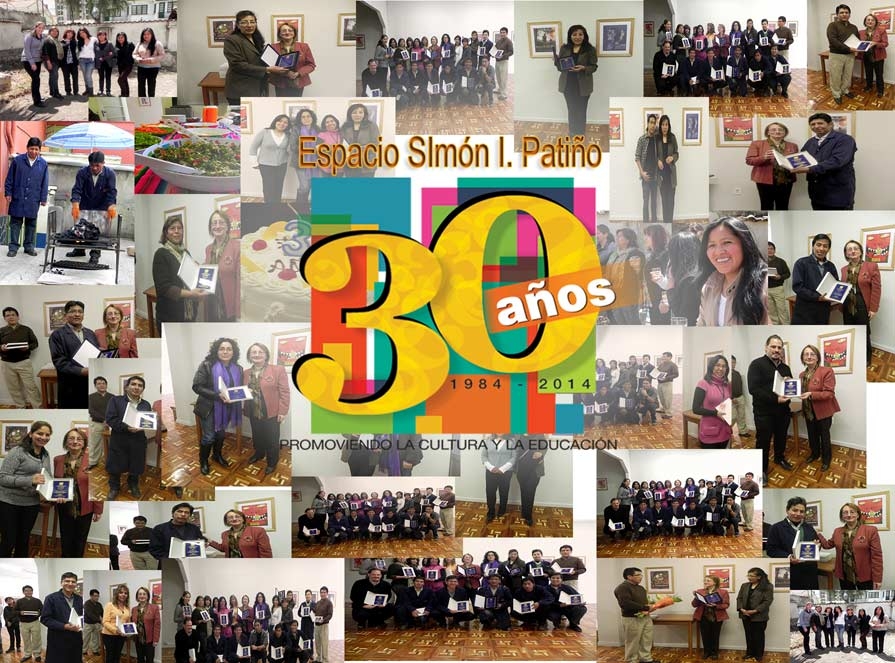 Espacio SImón I. Patiño
30
años
1984 - 2014
PROMOVIENDO LA CULTURA Y LA EDUCACIÓN